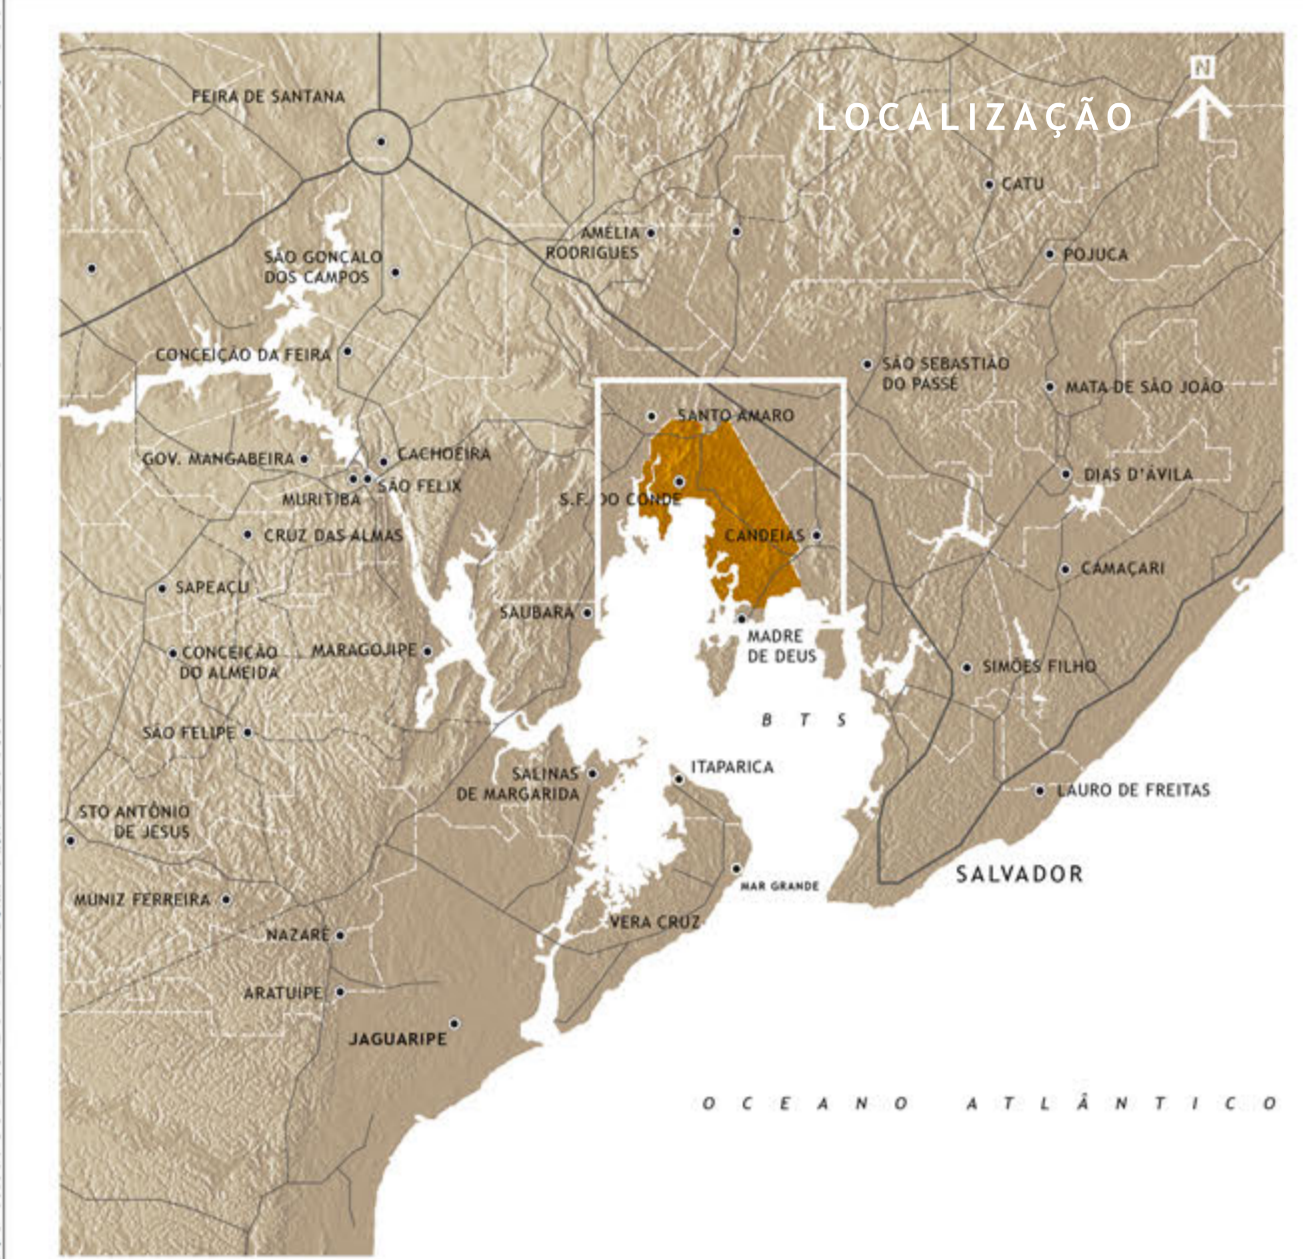 N
LOCALIZAÇÃO
FEIRA DE SANTANA
CATU
AMÉLIA
RODRIGUES
POJUCA
SÃO GONÇALO
DOS CAMPOS
CONCEIÇÃO DA FEIRA
SÃO SEBASTIÃO
DO PASSÉ
MATA DE SÃO JOÃO
SANTO AMARO
GOV. MANGABEIRA
CACHOEIRA
DIAS D'ÁVILA
MURITIBA
SÃO FELIX
S.F. DO CONDE
CRUZ DAS ALMAS
CANDEIAS
CAMAÇARI
SAPEAÇU
SAUBARA
MADRE
DE DEUS
CONCEIÇÃO
DO ALMEIDA
MARAGOJIPE
SIMÕES FILHO
SÃO FELIPE
B T S
ITAPARICA
SALINAS
DE MARGARIDA
LAURO DE FREITAS
STO ANTÔNIO
DE JESUS
SALVADOR
MAR GRANDE
MUNIZ FERREIRA
VERA CRUZ
NAZARÉ
ARATUIPE
JAGUARIPE
OCEANO ATLÂNTICO